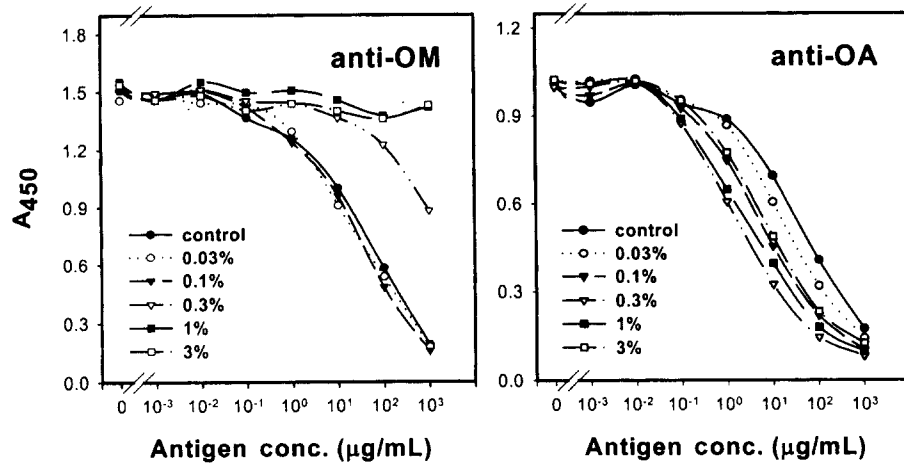 anti-OM
1.8
1.5
1.2
0.9
0.6
0.3
0.0
A450
control
0.03%
0.1%
0.3%
1%
3%
0 10⁻³ 10⁻² 10⁻¹ 10⁰ 10¹ 10² 10³
Antigen conc. (μg/mL)
anti-OA
1.2
0.9
0.6
0.3
0.0
control
0.03%
0.1%
0.3%
1%
3%
0 10⁻³ 10⁻² 10⁻¹ 10⁰ 10¹ 10² 10³
Antigen conc. (μg/mL)